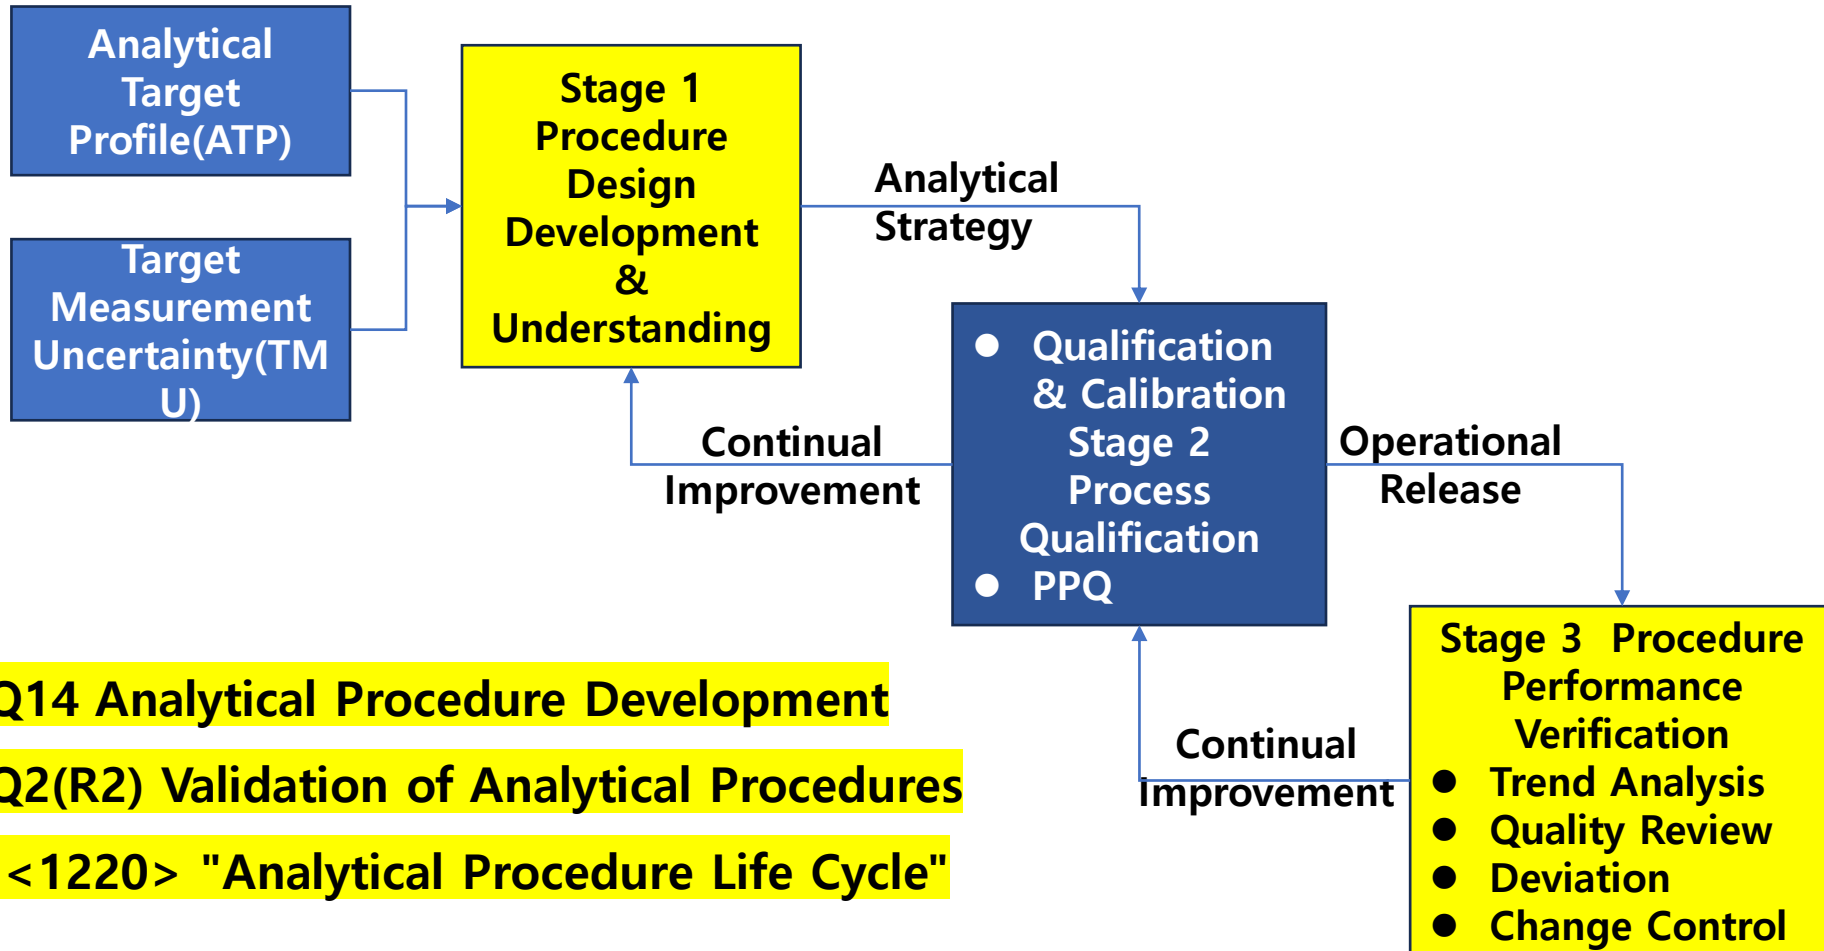 Analytical
Target
Profile(ATP)
Target
Measurement
Uncertainty(TM
U)
Stage 1
Procedure
Design
Development
&
Understanding
Analytical
Strategy
● Qualification
& Calibration
Stage 2
Process
Qualification
● PPQ
Continual
Improvement
Operational
Release
Stage 3 Procedure
Performance
Verification
● Trend Analysis
● Quality Review
● Deviation
● Change Control
Continual
Improvement
Q14 Analytical Procedure Development
Q2(R2) Validation of Analytical Procedures
<1220> "Analytical Procedure Life Cycle"